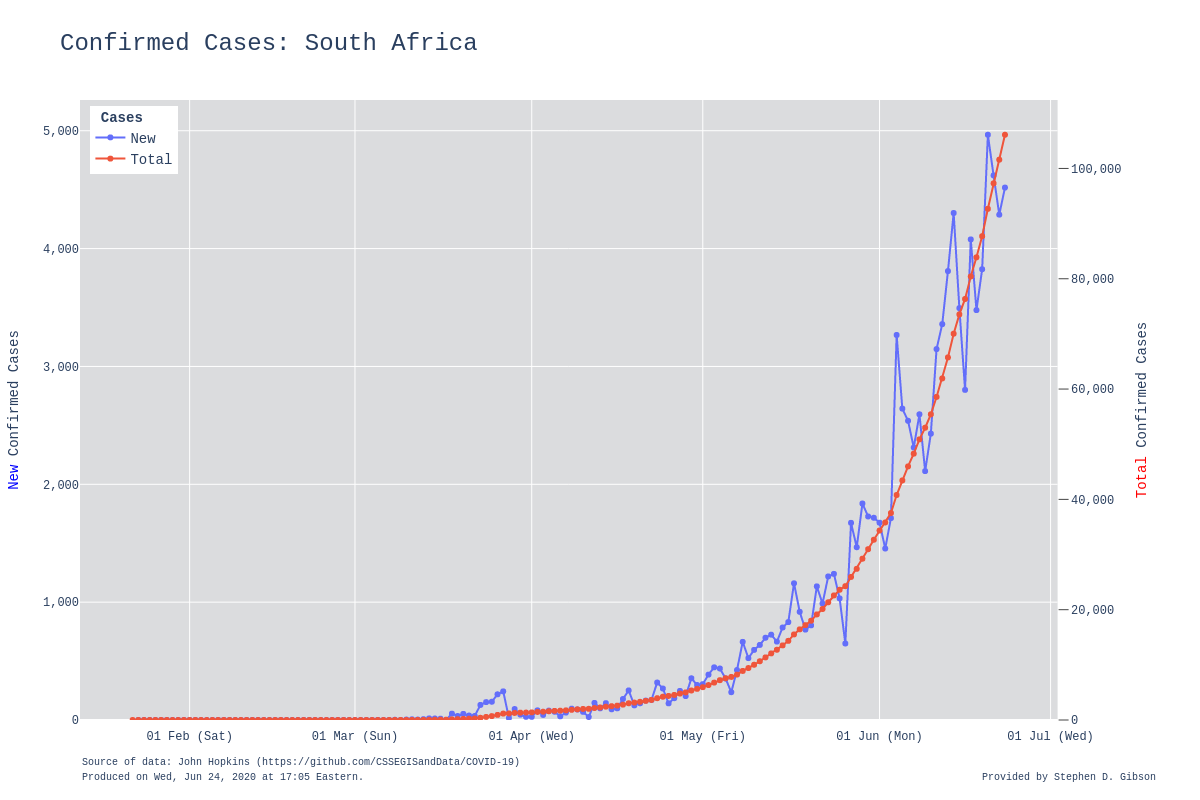 Confirmed Cases: South Africa
Cases
New
Total
5,000
4,000
3,000
2,000
1,000
0
100,000
80,000
60,000
40,000
20,000
0
New Confirmed Cases
Total Confirmed Cases
01 Feb (Sat)
01 Mar (Sun)
01 Apr (Wed)
01 May (Fri)
01 Jun (Mon)
01 Jul (Wed)
Source of data: John Hopkins (https://github.com/CSSEGISandData/COVID-19)
Produced on Wed, Jun 24, 2020 at 17:05 Eastern.
Provided by Stephen D. Gibson